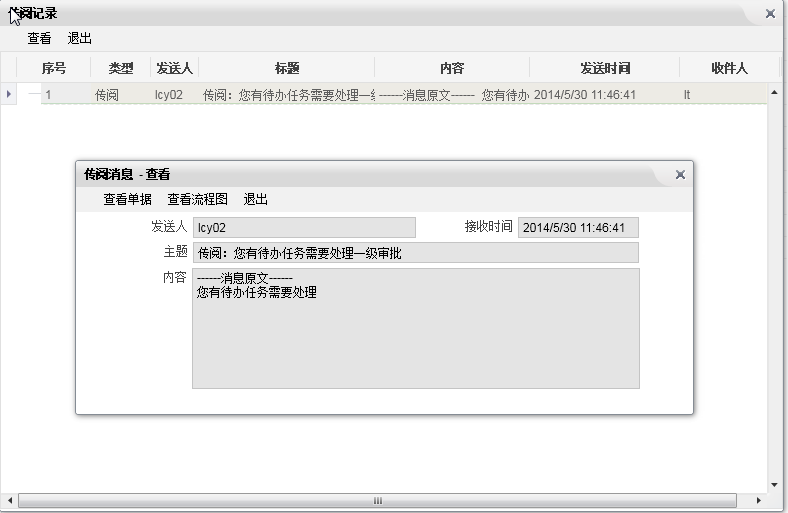 传阅记录
查看 退出
序号 类型 发送人 标题 内容 发送时间 收件人
1 传阅 lcy02 传阅：您有待办任务需要处理一 ------消息原文------ 您有待办 2014/5/30 11:46:41 lt
传阅消息 - 查看
查看单据 查看流程图 退出
发送人 lcy02 接收时间 2014/5/30 11:46:41
主题 传阅：您有待办任务需要处理一级审批
内容 ------消息原文------
您有待办任务需要处理